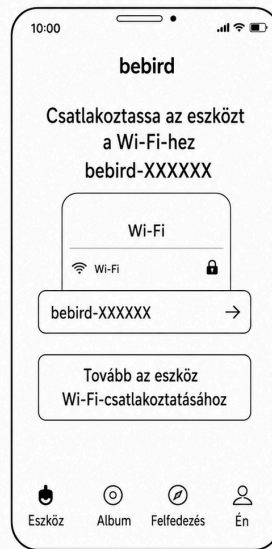 10:00
bebird
Csatlakoztassa az eszközt
a Wi-Fi-hez
bebird-XXXXXX
Wi-Fi
Wi-Fi
bebird-XXXXXX
Tovább az eszköz
Wi-Fi-csatlakoztatásához
Eszköz Album Felfedezés Én